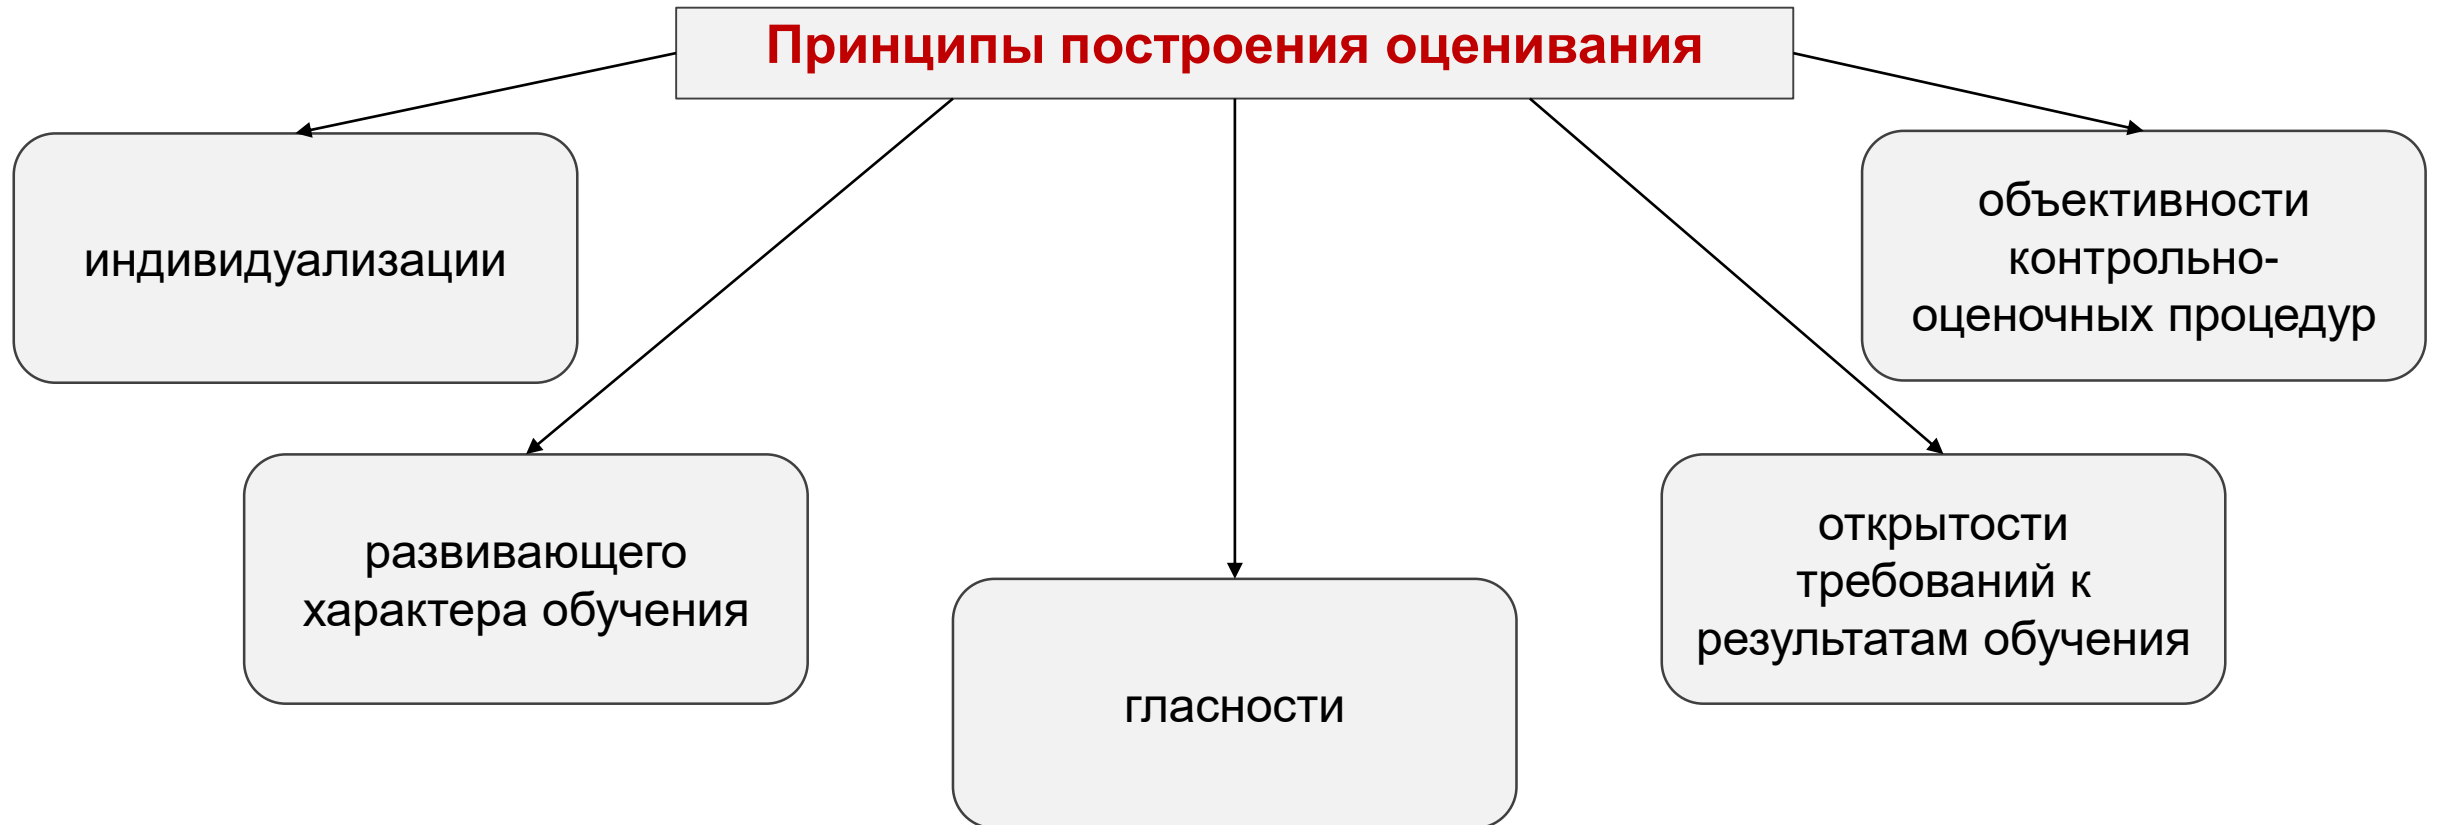 Принципы построения оценивания
индивидуализации
объективности
контрольно-
оценочных процедур
развивающего
характера обучения
гласности
открытости
требований к
результатам обучения